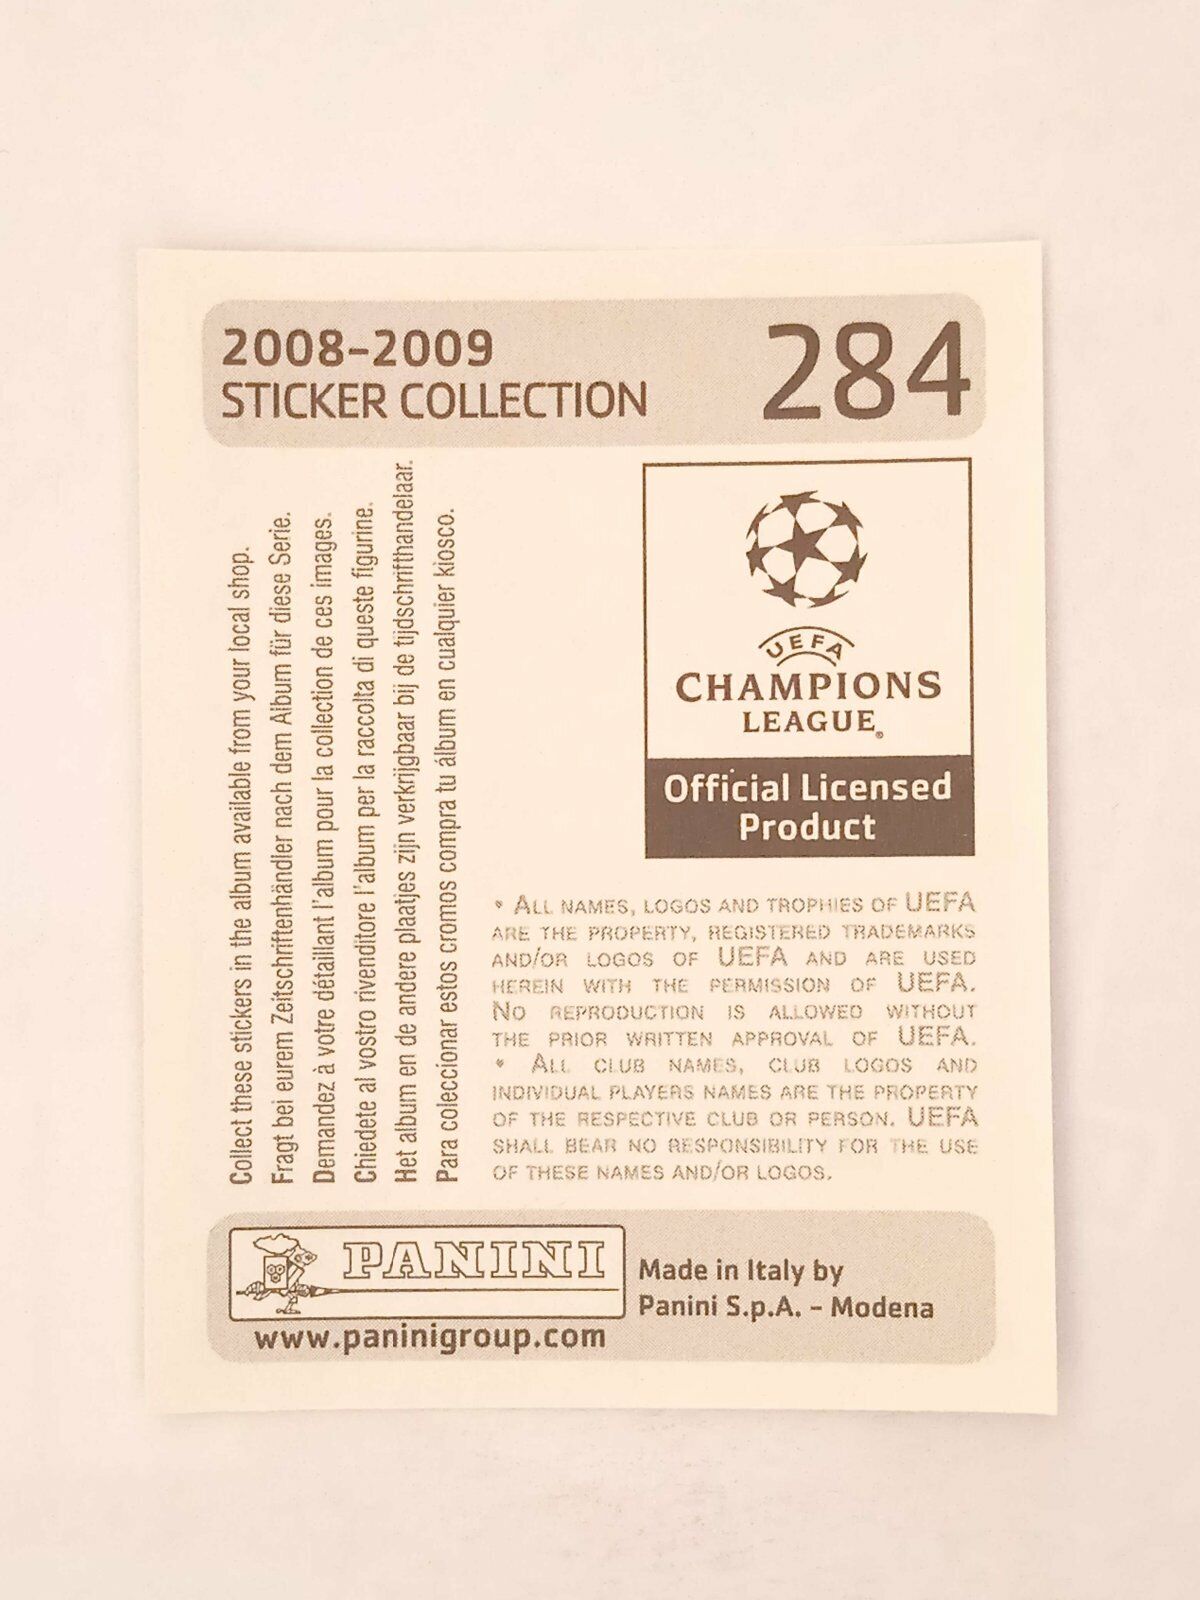 2008-2009
STICKER COLLECTION
284
Collect these stickers in the album available from your local shop.
Fragt bei eurem Zeitschriftenhändler nach dem Album für diese Serie.
Demandez à votre détaillant l'album pour la collection de ces images.
Chiedete al vostro rivenditore l'album per la raccolta di queste figurine.
Het album en de andere plaatjes zijn verkrijgbaar bij de tijdschrifthandelaar.
Para coleccionar estos cromos compra tu álbum en cualquier kiosco.
UEFA
CHAMPIONS
LEAGUE®
Official Licensed
Product
• ALL NAMES, LOGOS AND TROPHIES OF UEFA
ARE THE PROPERTY, REGISTERED TRADEMARKS
AND/OR LOGOS OF UEFA AND ARE USED
HEREIN WITH THE PERMISSION OF UEFA.
NO REPRODUCTION IS ALLOWED WITHOUT
THE PRIOR WRITTEN APPROVAL OF UEFA.
• ALL CLUB NAMES, CLUB LOGOS AND
INDIVIDUAL PLAYERS NAMES ARE THE PROPERTY
OF THE RESPECTIVE CLUB OR PERSON. UEFA
SHALL BEAR NO RESPONSIBILITY FOR THE USE
OF THESE NAMES AND/OR LOGOS.
PANINI
www.paninigroup.com
Made in Italy by
Panini S.p.A. - Modena